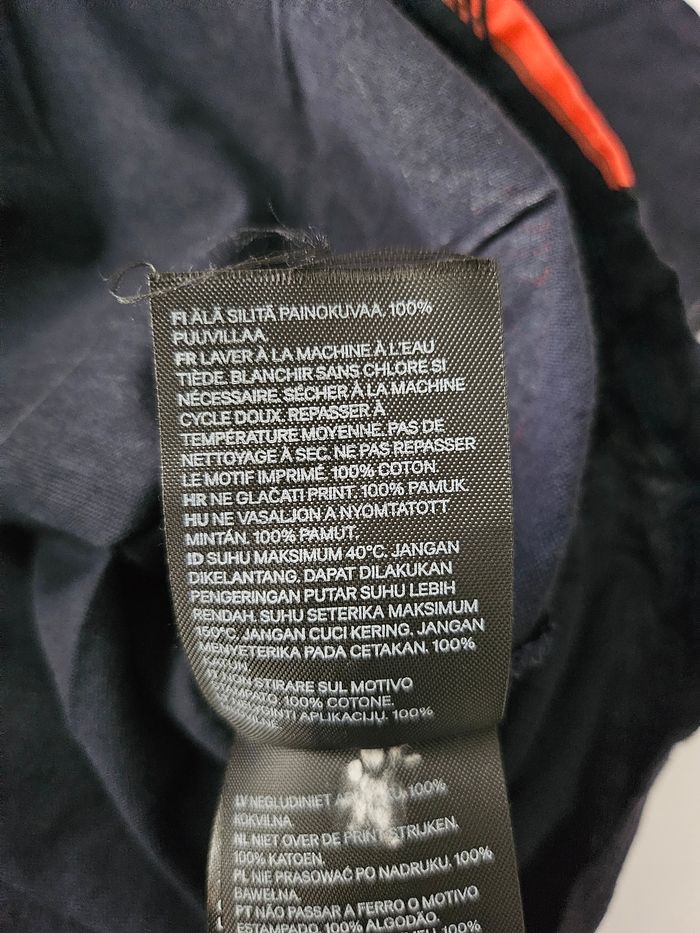 FI ÄLÄ SILITÄ PAINOKUVAA. 100%
PUUVILLAA.
FR LAVER À LA MACHINE À L'EAU
TIÈDE. BLANCHIR SANS CHLORE SI
NÉCESSAIRE. SÉCHER À LA MACHINE
CYCLE DOUX. REPASSER À
TEMPÉRATURE MOYENNE. PAS DE
NETTOYAGE À SEC. NE PAS REPASSER
LE MOTIF IMPRIMÉ. 100% COTON.
HR NE GLAČATI PRINT. 100% PAMUK.
HU NE VASALJON A NYOMTATOTT
MINTÁN. 100% PAMUT.
ID SUHU MAKSIMUM 40°C. JANGAN
DIKELANTANG. DAPAT DILAKUKAN
PENGERINGAN PUTAR SUHU LEBIH
RENDAH. SUHU SETERIKA MAKSIMUM
150°C. JANGAN CUCI KERING. JANGAN
MENYETERIKA PADA CETAKAN. 100%
STIRARE SUL MOTIVO
100% COTONE.
APLIKACIJŲ. 100%
LV NEGLUDINIET 100%
KOKVILNA.
NL NIET OVER DE PRINT STRIJKEN.
100% KATOEN.
PL NIE PRASOWAĆ PO NADRUKU. 100%
BAWEŁNA.
PT NÃO PASSAR A FERRO O MOTIVO
ESTAMPADO. 100% ALGODÃO.
100%